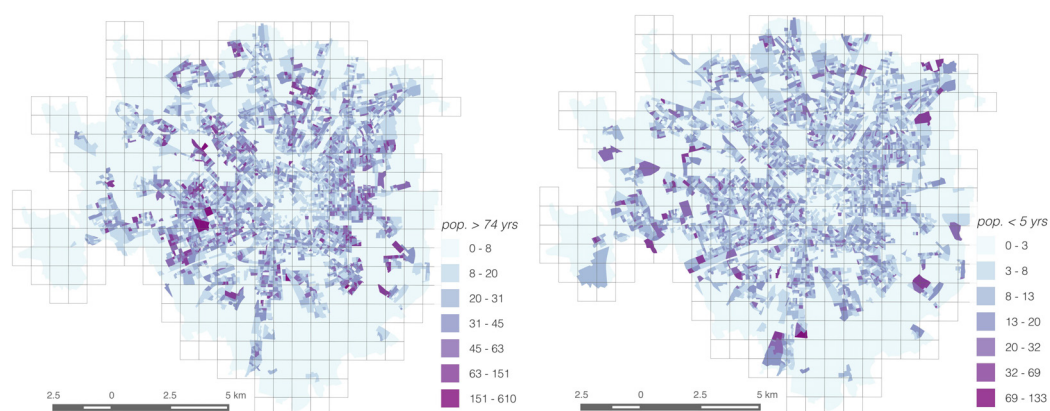 pop. > 74 yrs
0 - 8
8 - 20
20 - 31
31 - 45
45 - 63
63 - 151
151 - 610
2.5 0 2.5 5 km
pop. < 5 yrs
0 - 3
3 - 8
8 - 13
13 - 20
20 - 32
32 - 69
69 - 133
2.5 0 2.5 5 km